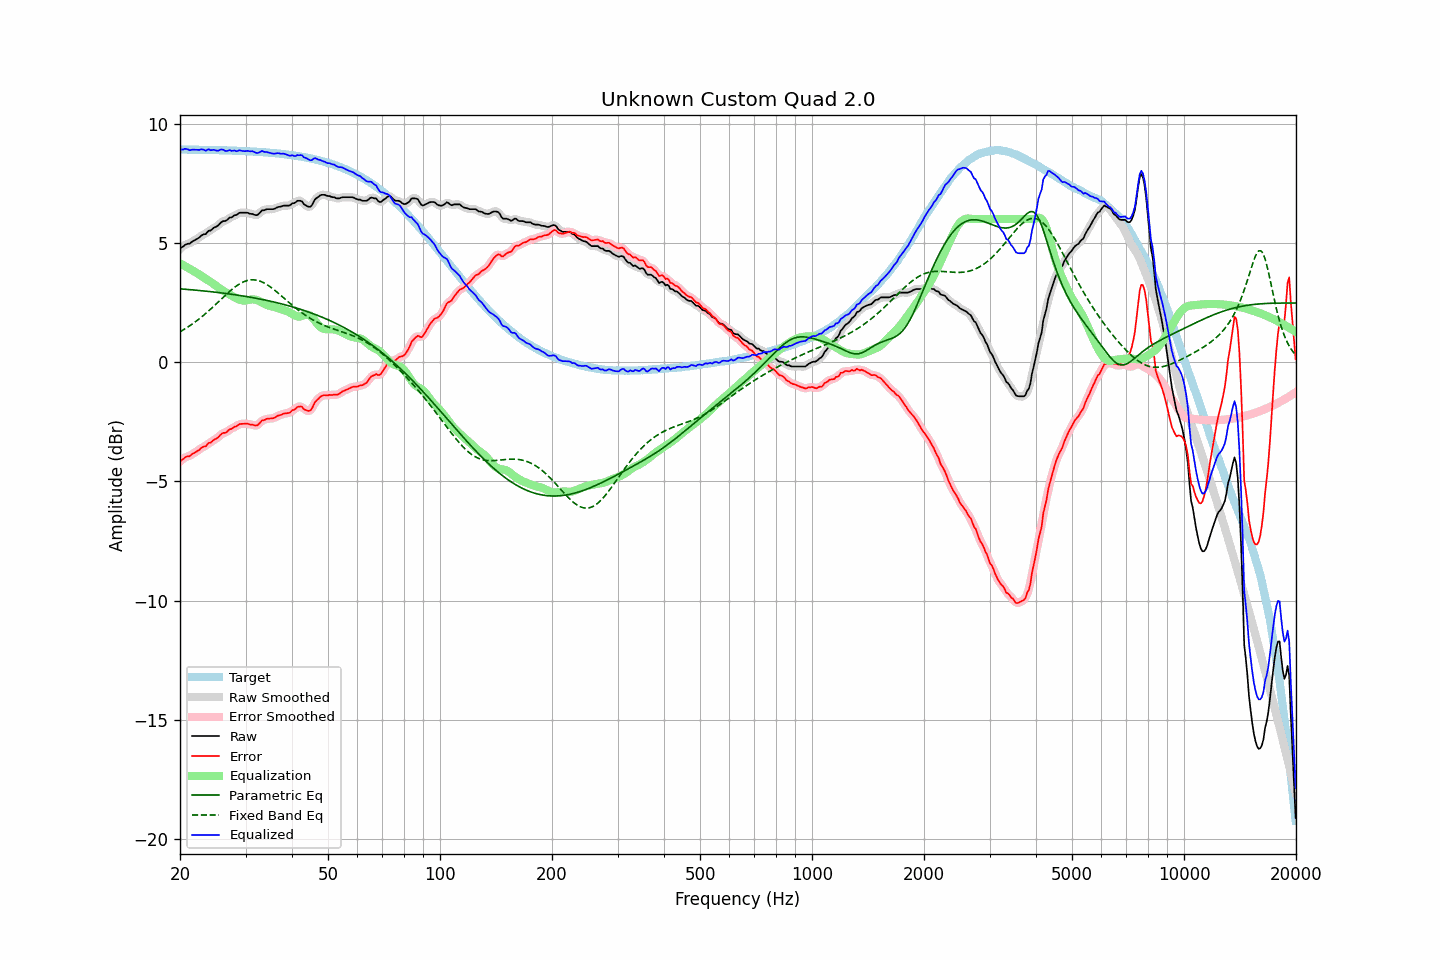 Unknown Custom Quad 2.0
10
5
0
−5
−10
−15
−20
Amplitude (dBr)
Target
Raw Smoothed
Error Smoothed
Raw
Error
Equalization
Parametric Eq
Fixed Band Eq
Equalized
20 50 100 200 500 1000 2000 5000 10000 20000
Frequency (Hz)